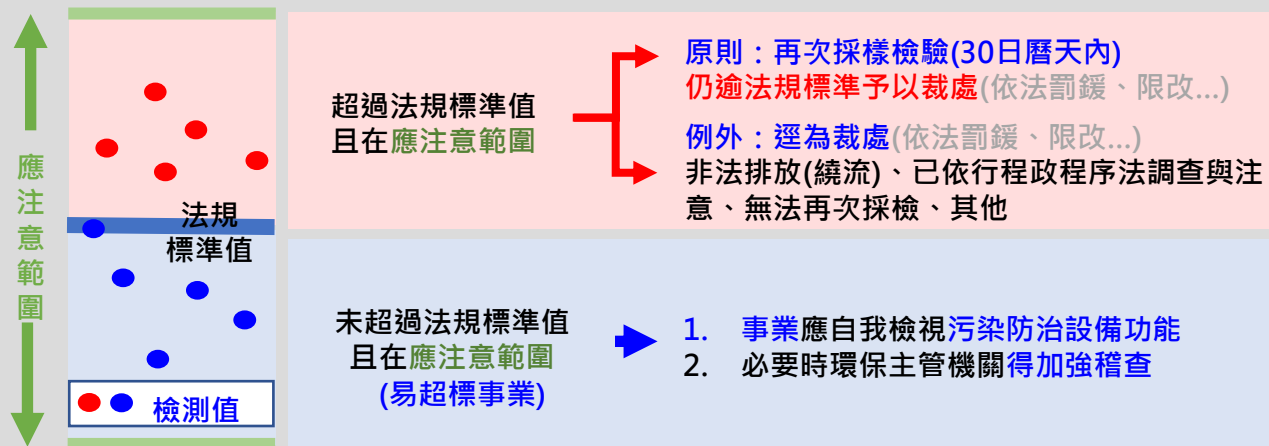 應注意範圍
法規
標準值
檢測值
超過法規標準值
且在應注意範圍
原則：再次採樣檢驗(30日曆天內)
仍逾法規標準予以裁處(依法罰鍰、限改...)
例外：逕為裁處(依法罰鍰、限改...)
非法排放(繞流)、已依行程政程序法調查與注
意、無法再次採檢、其他
未超過法規標準值
且在應注意範圍
(易超標事業)
1. 事業應自我檢視污染防治設備功能
2. 必要時環保主管機關得加強稽查